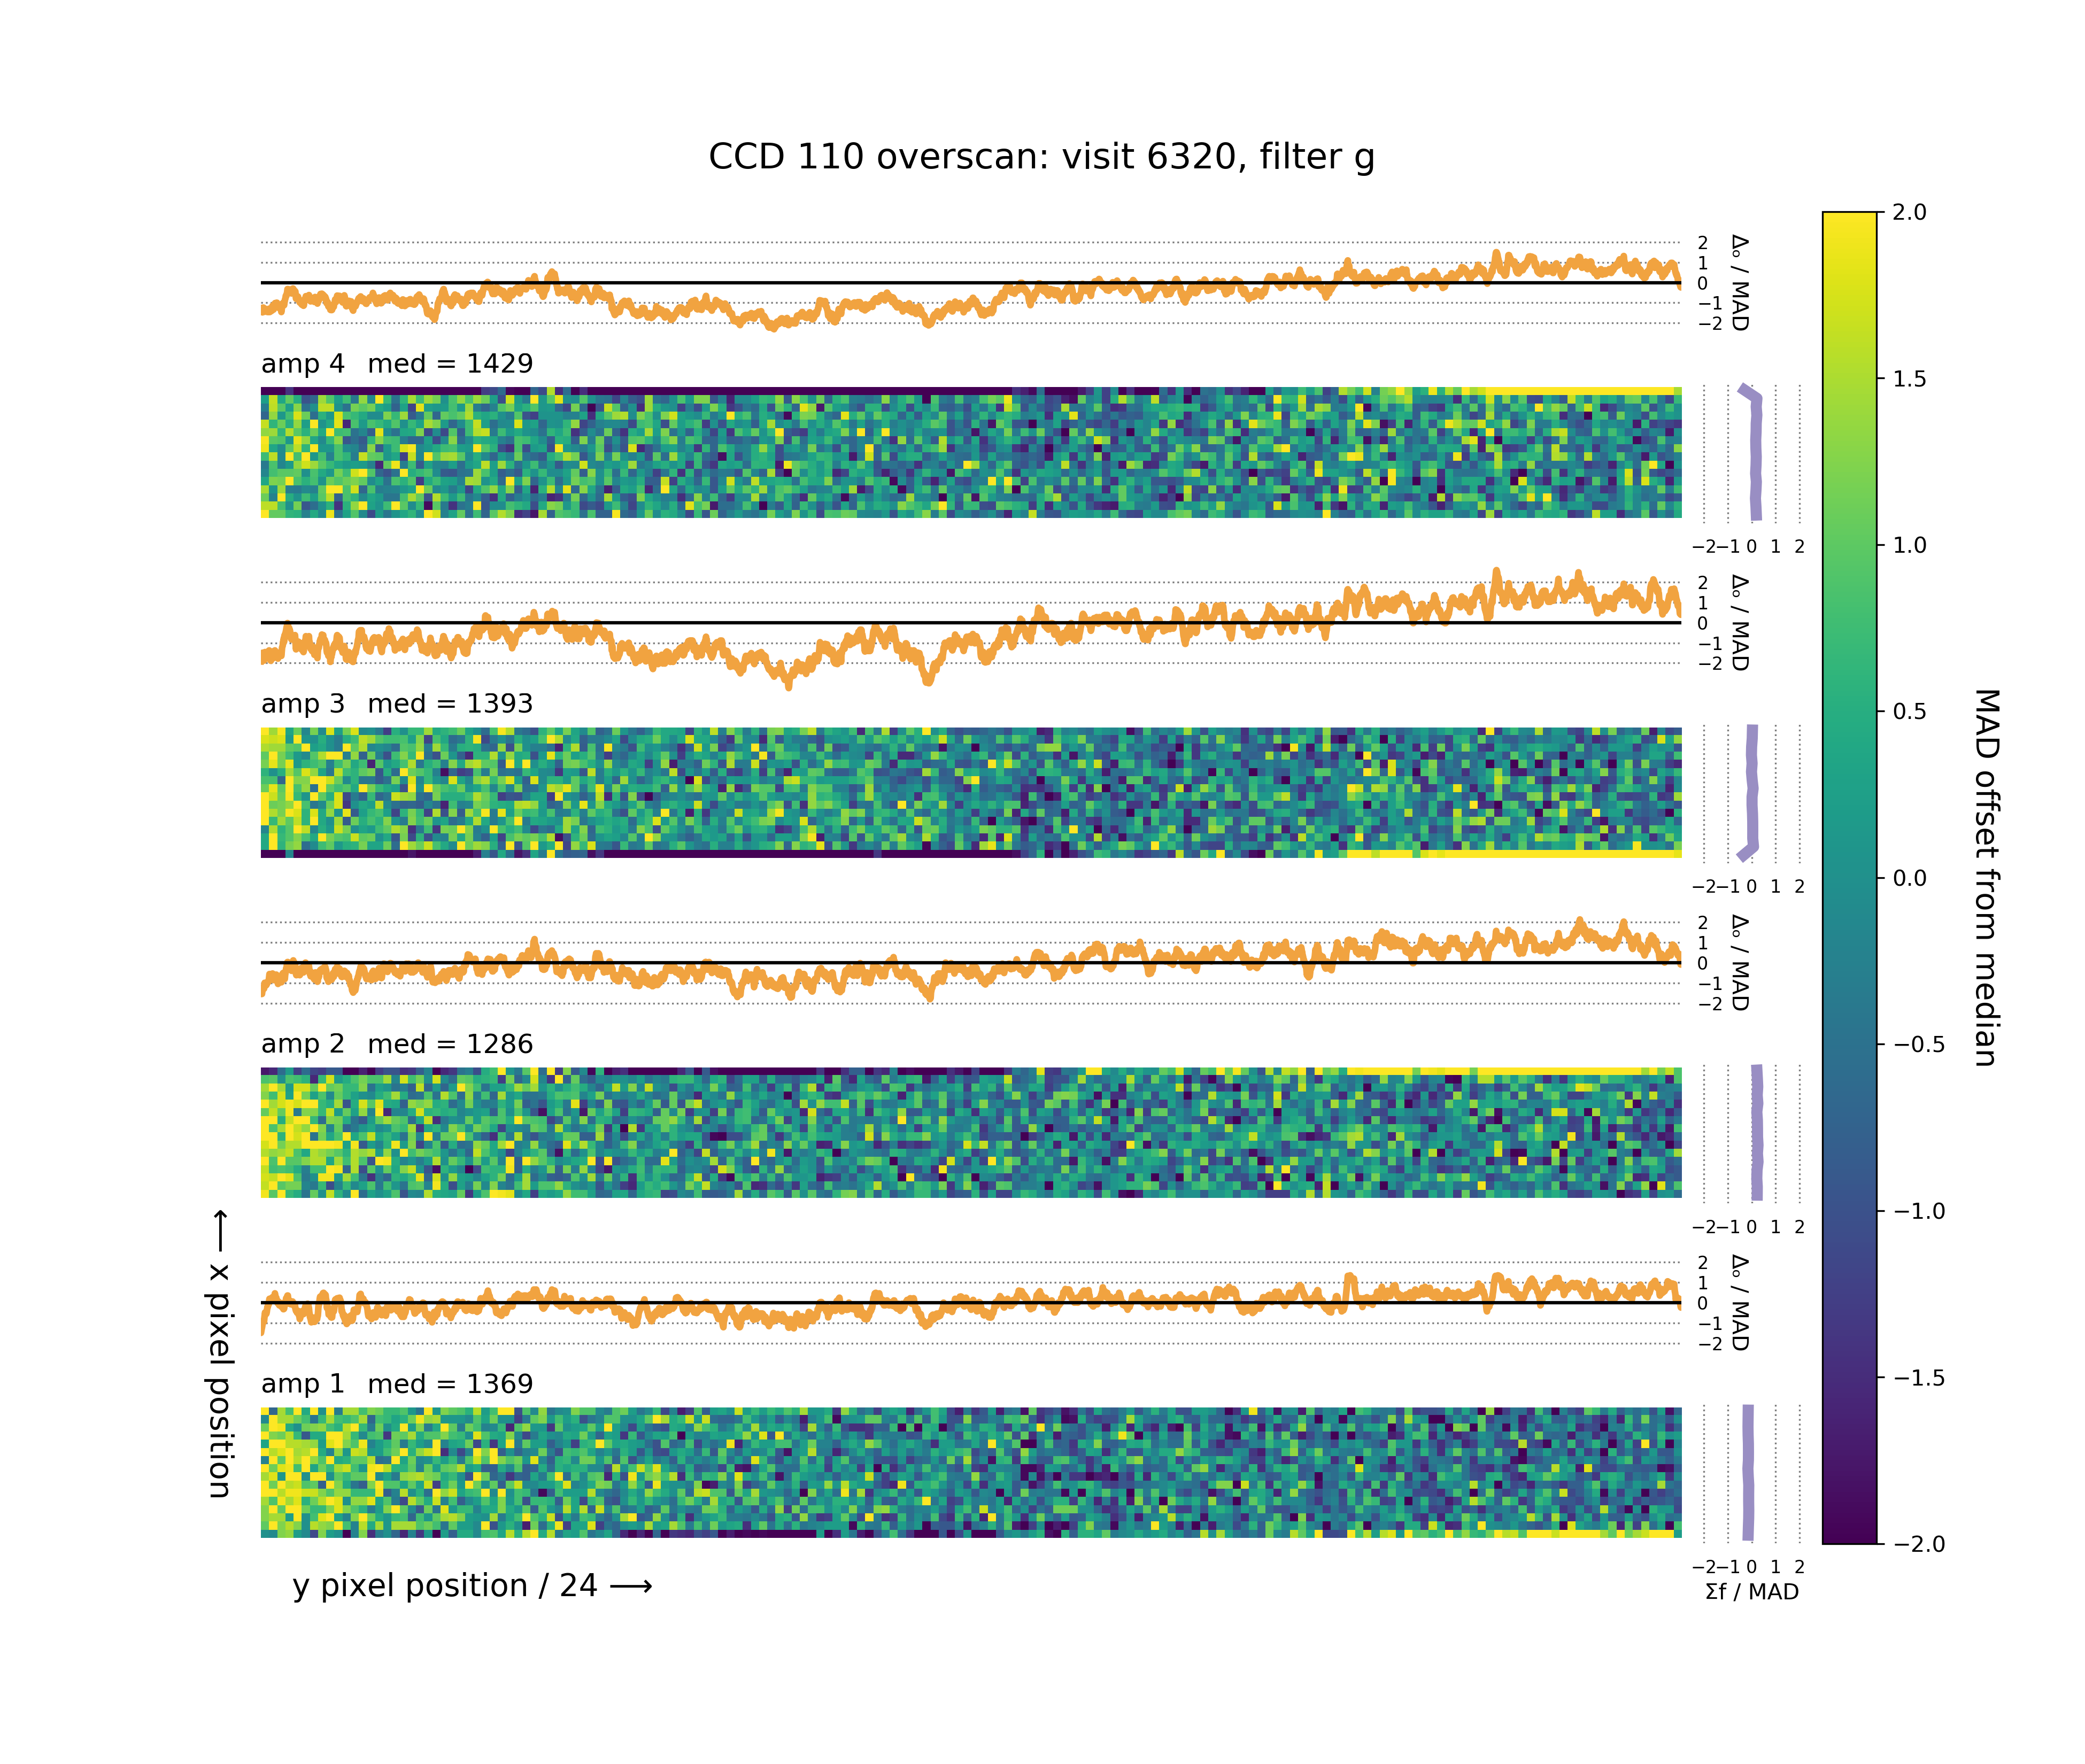 CCD 110 overscan: visit 6320, filter g
2
1
0
−1
−2
Δₒ / MAD
amp 4 med = 1429
−2 −1 0 1 2
2
1
0
−1
−2
Δₒ / MAD
amp 3 med = 1393
−2 −1 0 1 2
2
1
0
−1
−2
Δₒ / MAD
amp 2 med = 1286
−2 −1 0 1 2
2
1
0
−1
−2
Δₒ / MAD
amp 1 med = 1369
−2 −1 0 1 2
Σf / MAD
y pixel position / 24 ⟶
⟵ x pixel position
2.0
1.5
1.0
0.5
0.0
−0.5
−1.0
−1.5
−2.0
MAD offset from median